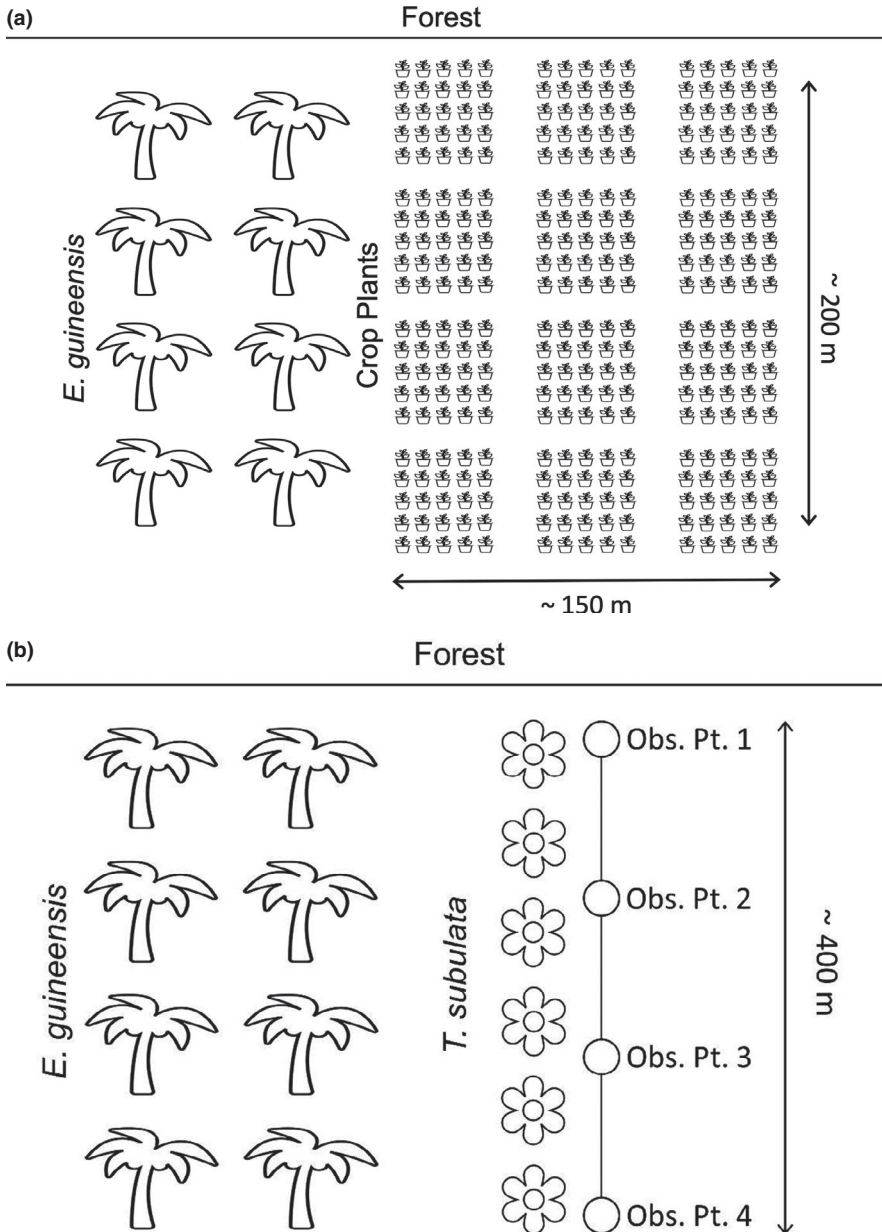 (a)
Forest
E. guineensis
Crop Plants
~ 200 m
~ 150 m
(b)
Forest
E. guineensis
T. subulata
Obs. Pt. 1
Obs. Pt. 2
Obs. Pt. 3
Obs. Pt. 4
~ 400 m